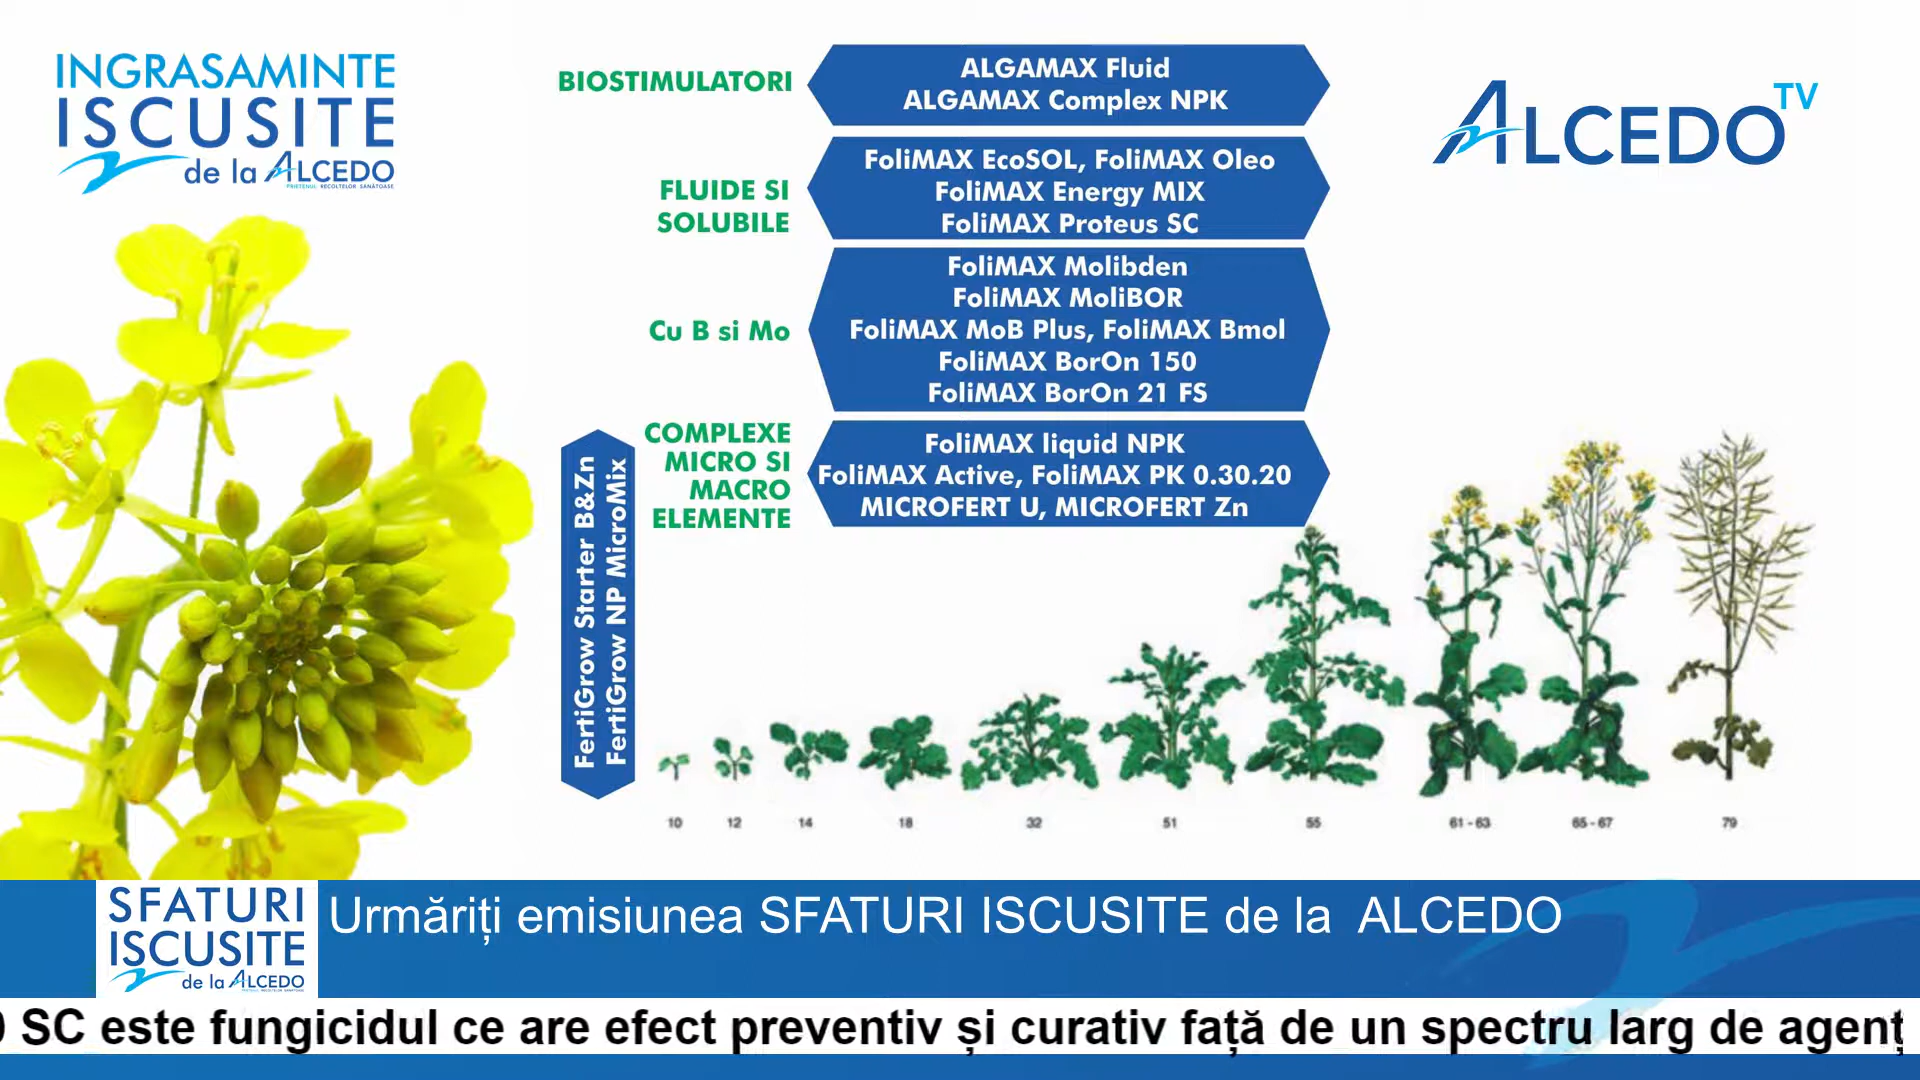 INGRASAMINTE
ISCUSITE
de la ALCEDO
PRIETENUL RECOLTELOR SANĂTOASE
BIOSTIMULATORI
ALGAMAX Fluid
ALGAMAX Complex NPK
ALCEDO TV
FLUIDE SI
SOLUBILE
FoliMAX EcoSOL, FoliMAX Oleo
FoliMAX Energy MIX
FoliMAX Proteus SC
Cu B si Mo
FoliMAX Molibden
FoliMAX MoliBOR
FoliMAX MoB Plus, FoliMAX Bmol
FoliMAX BorOn 150
FoliMAX BorOn 21 FS
COMPLEXE
MICRO SI
MACRO
ELEMENTE
FoliMAX liquid NPK
FoliMAX Active, FoliMAX PK 0.30.20
MICROFERT U, MICROFERT Zn
FertiGrow Starter B&Zn
FertiGrow NP MicroMix
10 12 14 18 32 51 55 61-63 65-67 79
SFATURI
ISCUSITE
de la ALCEDO
Urmăriți emisiunea SFATURI ISCUSITE de la ALCEDO
SC este fungicidul ce are efect preventiv și curativ față de un spectru larg de agenț